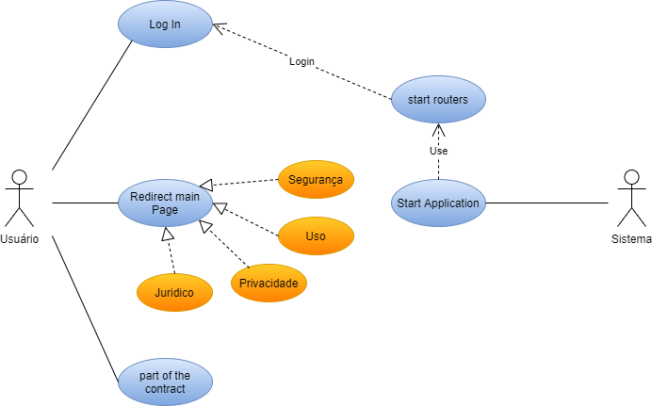 Log In
Login
start routers
Use
Segurança
Redirect main
Page
Start Application
Usuário
Uso
Sistema
Privacidade
Juridico
part of the
contract